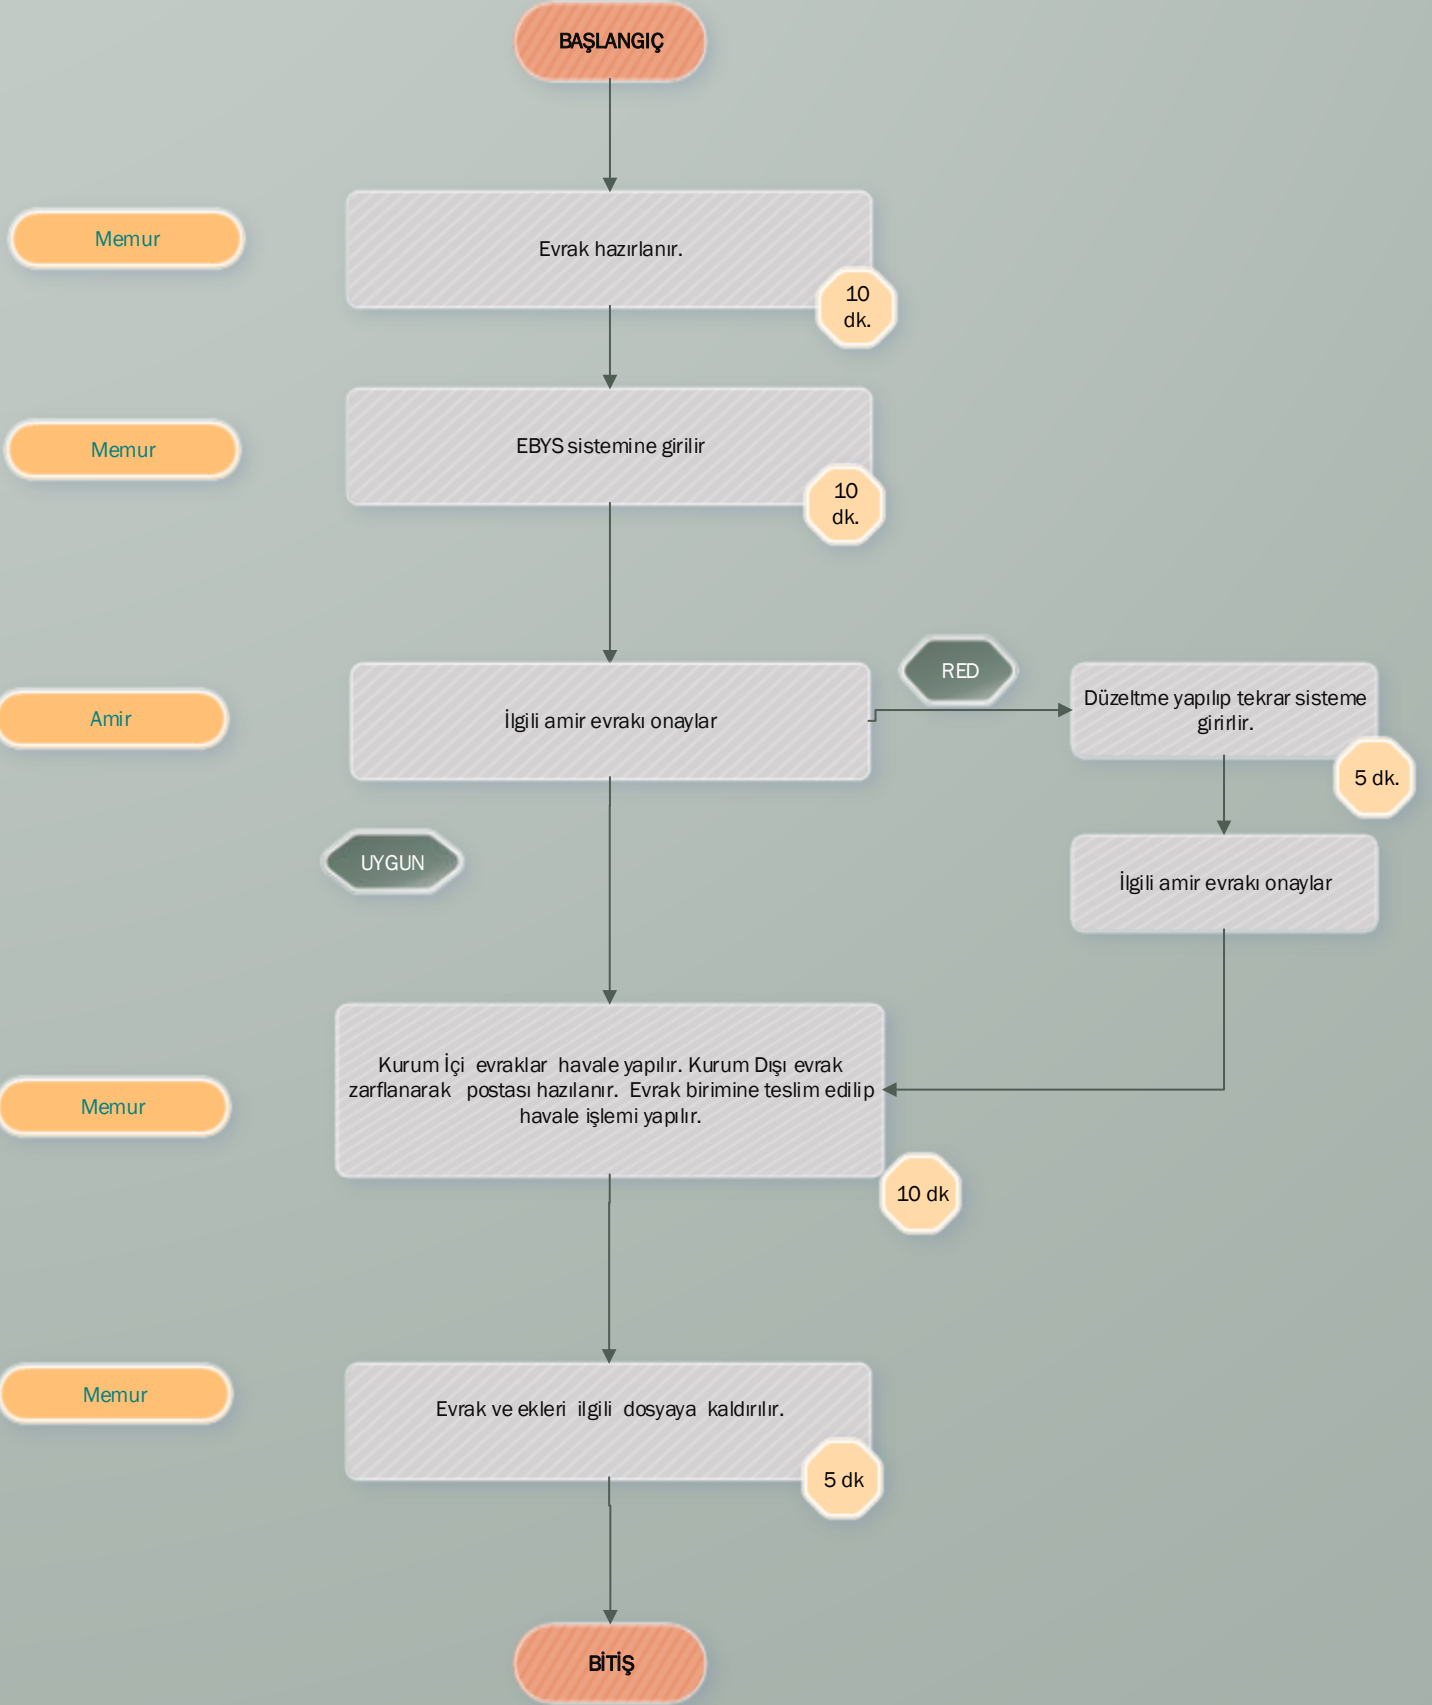 BAŞLANGIÇ
Memur
Evrak hazırlanır.
10
dk.
Memur
EBYS sistemine girilir
10
dk.
Amir
İlgili amir evrakı onaylar
RED
Düzeltme yapılıp tekrar sisteme
girirlir.
5 dk.
UYGUN
İlgili amir evrakı onaylar
Memur
Kurum İçi evraklar havale yapılır. Kurum Dışı evrak
zarflanarak postası hazılanır. Evrak birimine teslim edilip
havale işlemi yapılır.
10 dk
Memur
Evrak ve ekleri ilgili dosyaya kaldırılır.
5 dk
BİTİŞ